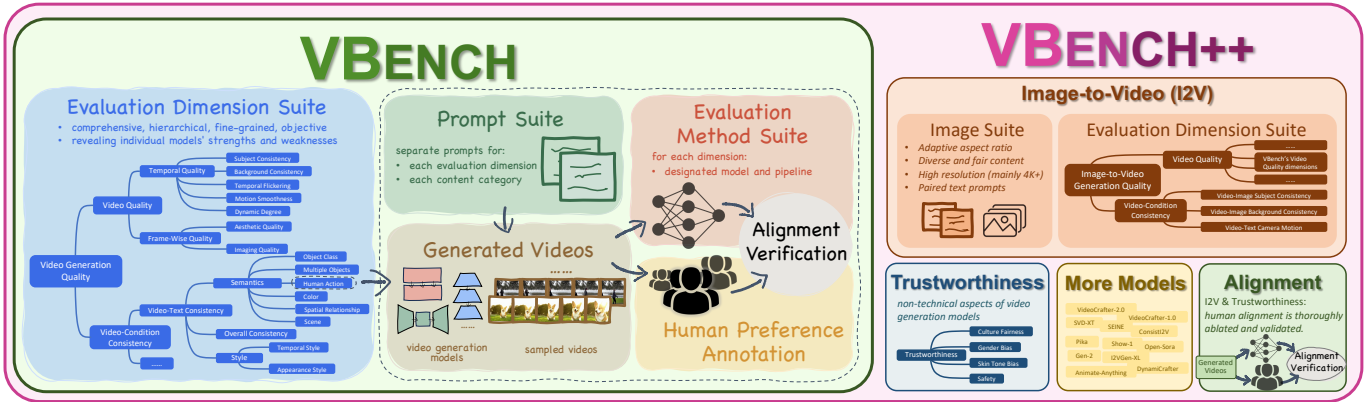 VBENCH
Evaluation Dimension Suite
• comprehensive, hierarchical, fine-grained, objective
• revealing individual models' strengths and weaknesses
Video Generation
Quality
Video Quality
Temporal Quality
Subject Consistency
Background Consistency
Temporal Flickering
Motion Smoothness
Dynamic Degree
Frame-Wise Quality
Aesthetic Quality
Imaging Quality
Video-Condition
Consistency
Video-Text Consistency
Semantics
Object Class
Multiple Objects
Human Action
Color
Spatial Relationship
Scene
Overall Consistency
Style
Temporal Style
Appearance Style
......
Prompt Suite
separate prompts for:
• each evaluation dimension
• each content category
Generated Videos
......
......
video generation
models
sampled videos
Evaluation
Method Suite
for each dimension:
• designated model and pipeline
Alignment
Verification
Human Preference
Annotation
VBENCH++
Image-to-Video (I2V)
Image Suite
• Adaptive aspect ratio
• Diverse and fair content
• High resolution (mainly 4K+)
• Paired text prompts
Evaluation Dimension Suite
Image-to-Video
Generation Quality
Video Quality
......
VBench's Video
Quality dimensions
......
Video-Condition
Consistency
Video-Image Subject Consistency
Video-Image Background Consistency
Video-Text Camera Motion
Trustworthiness
non-technical aspects of video
generation models
Trustworthiness
Culture Fairness
Gender Bias
Skin Tone Bias
Safety
More Models
VideoCrafter-2.0
VideoCrafter-1.0
SVD-XT
SEINE
ConsistI2V
Pika
Show-1
Open-Sora
Gen-2
I2VGen-XL
Animate-Anything
DynamiCrafter
Alignment
I2V & Trustworthiness:
human alignment is thoroughly
ablated and validated.
Generated
Videos
Alignment
Verification